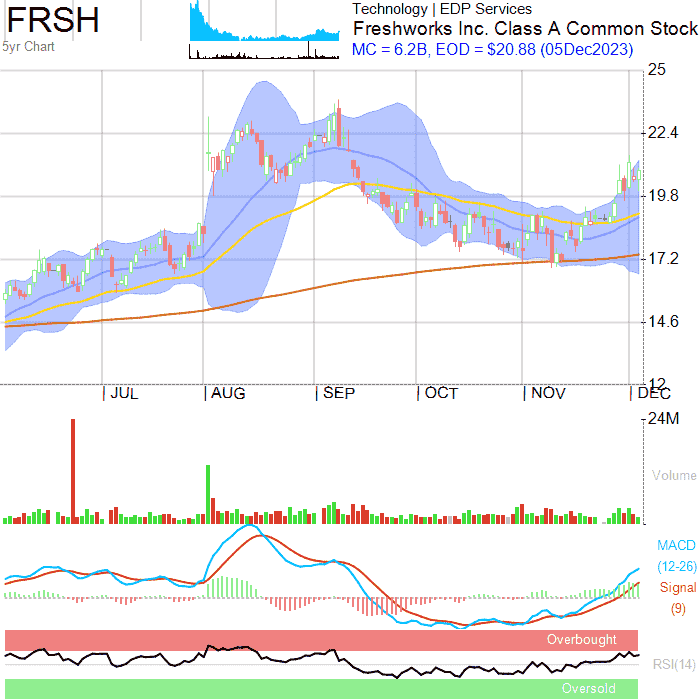 FRSH
5yr Chart
Technology | EDP Services
Freshworks Inc. Class A Common Stock
MC = 6.2B, EOD = $20.88 (05Dec2023)
25
22.4
19.8
17.2
14.6
12
JUL AUG SEP OCT NOV DEC
24M
Volume
MACD
(12-26)
Signal
(9)
Overbought
RSI(14)
Oversold